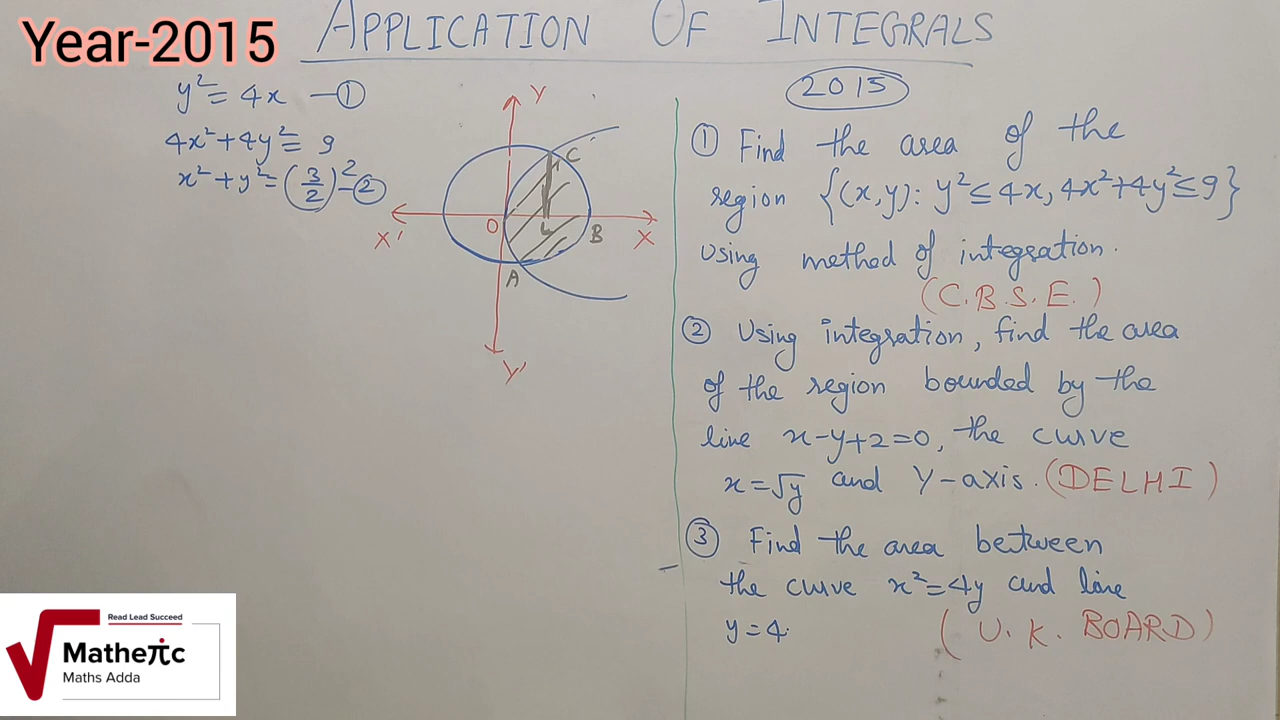 Year-2015
APPLICATION OF INTEGRALS
y² = 4x —①
4x²+4y² = 9
x² + y² = (3/2)² —②
Y
C
X'
O
L
B
X
A
Y'
2015
① Find the area of the
region {(x,y): y² ≤ 4x, 4x²+4y² ≤ 9}
Using method of integration.
(C.B.S.E.)
② Using integration, find the area
of the region bounded by the
line x-y+2=0, the curve
x=√y and Y-axis. (DELHI)
③ Find the area between
the curve x²=4y and line
y=4. (U.K. BOARD)
Read Lead Succeed
Matheπc
Maths Adda